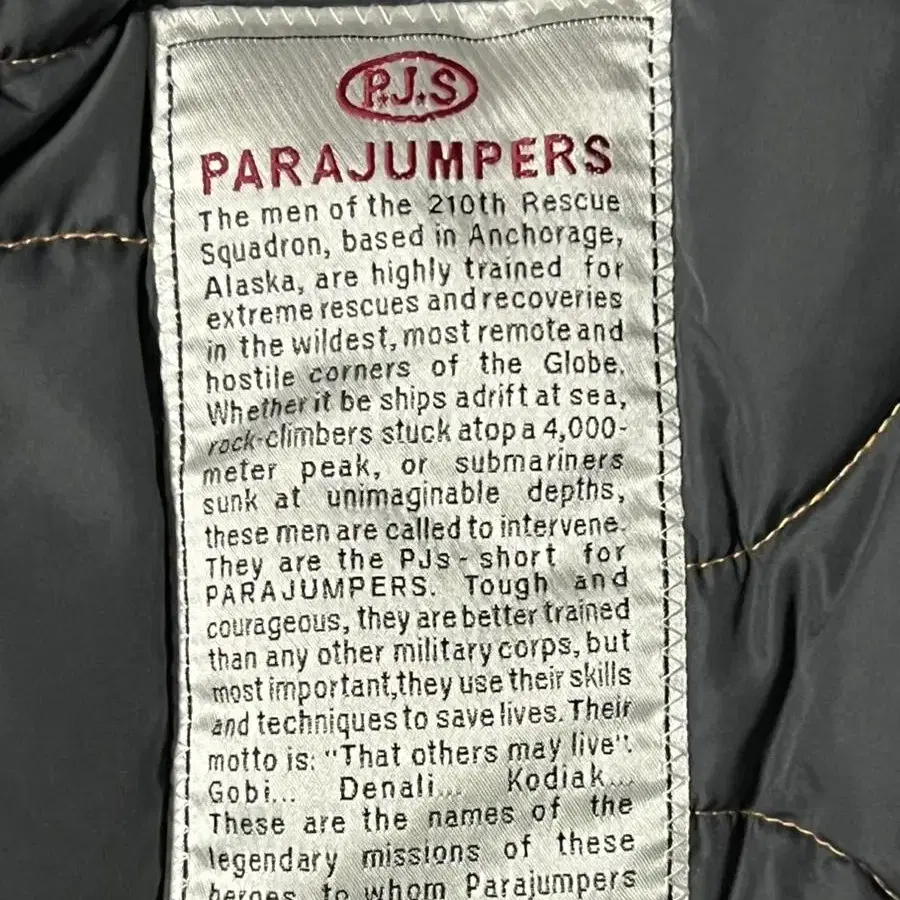 P.J.S
PARAJUMPERS
The men of the 210th Rescue
Squadron, based in Anchorage,
Alaska, are highly trained for
extreme rescues and recoveries
in the wildest, most remote and
hostile corners of the Globe.
Whether it be ships adrift at sea,
rock-climbers stuck atop a 4,000-
meter peak, or submariners
sunk at unimaginable depths,
these men are called to intervene.
They are the PJs - short for
PARAJUMPERS. Tough and
courageous, they are better trained
than any other military corps, but
most important,they use their skills
and techniques to save lives. Their
motto is: "That others may live".
Gobi... Denali... Kodiak...
These are the names of the
legendary missions of these
heroes to whom Parajumpers